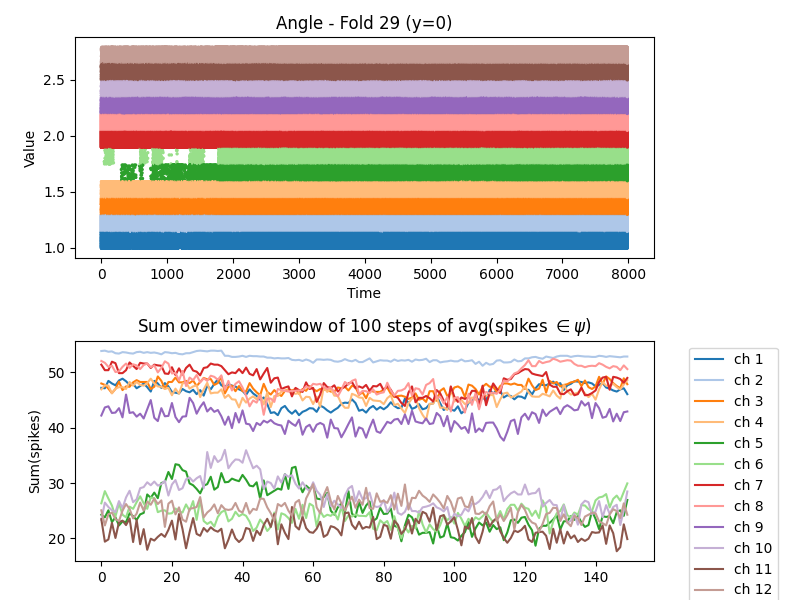 Angle - Fold 29 (y=0)
Value
2.5
2.0
1.5
1.0
0 1000 2000 3000 4000 5000 6000 7000 8000
Time
Sum over timewindow of 100 steps of avg(spikes ∈ ψ)
Sum(spikes)
50
40
30
20
0 20 40 60 80 100 120 140
ch 1
ch 2
ch 3
ch 4
ch 5
ch 6
ch 7
ch 8
ch 9
ch 10
ch 11
ch 12